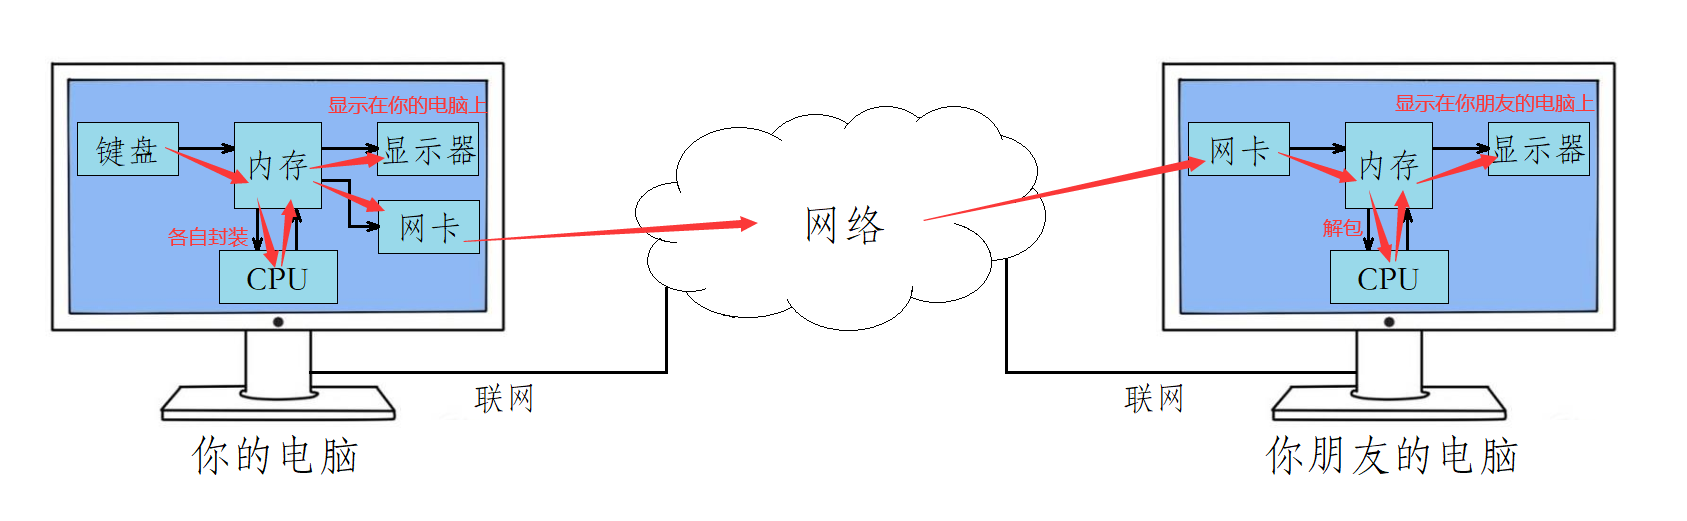 显示在你的电脑上
键盘
内存
显示器
网卡
各自封装
CPU
联网
你的电脑
网络
显示在你朋友的电脑上
网卡
内存
显示器
解包
CPU
联网
你朋友的电脑